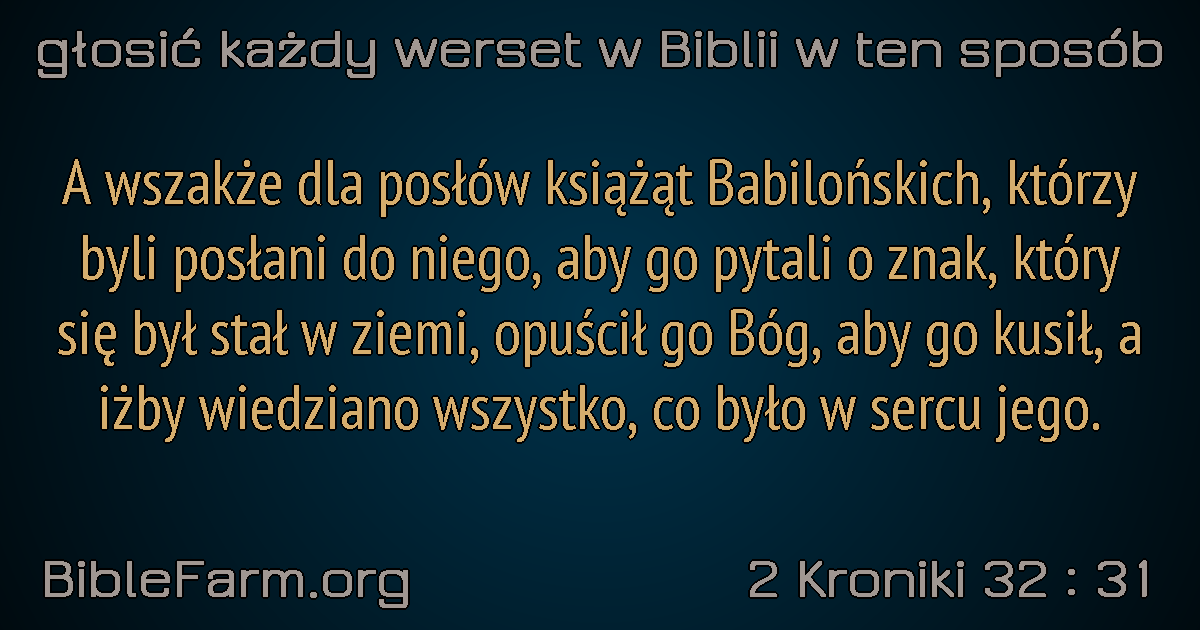 głosić każdy werset w Biblii w ten sposób
A wszakże dla posłów książąt Babilońskich, którzy
byli posłani do niego, aby go pytali o znak, który
się był stał w ziemi, opuścił go Bóg, aby go kusił, a
iżby wiedziano wszystko, co było w sercu jego.
BibleFarm.org
2 Kroniki 32 : 31